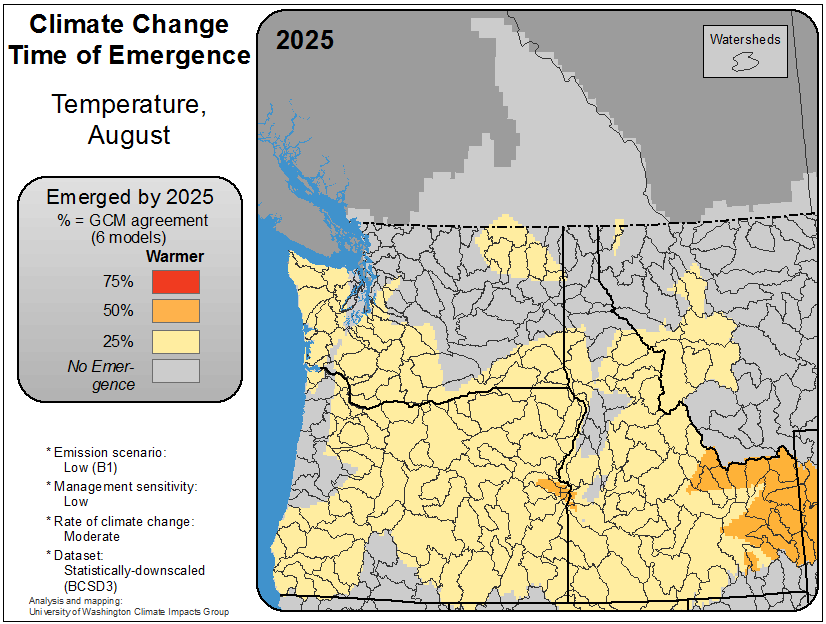 Climate Change
Time of Emergence
Temperature,
August
Emerged by 2025
% = GCM agreement
(6 models)
Warmer
75%
50%
25%
No Emer-
gence
* Emission scenario:
Low (B1)
* Management sensitivity:
Low
* Rate of climate change:
Moderate
* Dataset:
Statistically-downscaled
(BCSD3)
Analysis and mapping:
University of Washington Climate Impacts Group
2025
Watersheds